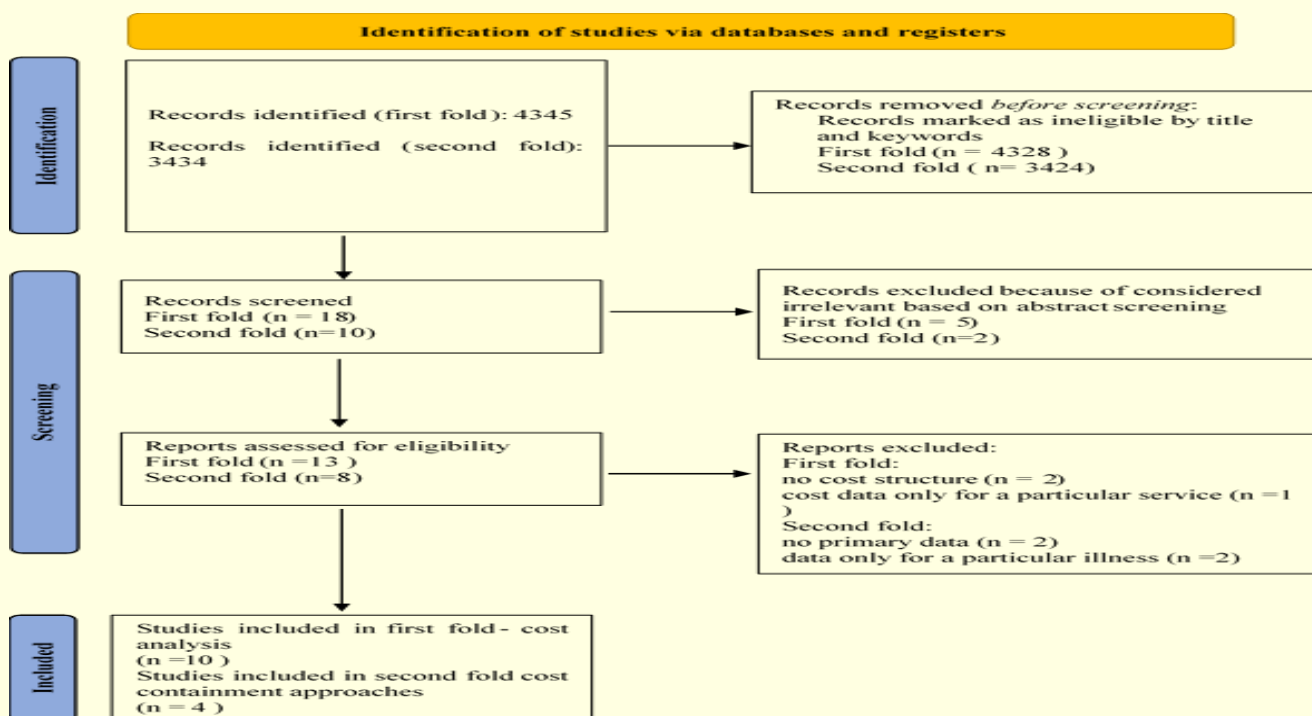 Identification of studies via databases and registers
Identification
Records identified (first fold): 4345
Records identified (second fold):
3434
Records removed before screening:
Records marked as ineligible by title
and keywords
First fold (n = 4328 )
Second fold ( n= 3424)
Screening
Records screened
First fold (n = 18)
Second fold (n=10)
Records excluded because of considered
irrelevant based on abstract screening
First fold (n = 5)
Second fold (n=2)
Reports assessed for eligibility
First fold (n =13 )
Second fold (n=8)
Reports excluded:
First fold:
no cost structure (n = 2)
cost data only for a particular service (n =1
)
Second fold:
no primary data (n = 2)
data only for a particular illness (n =2)
Included
Studies included in first fold- cost
analysis
(n =10 )
Studies included in second fold cost
containment approaches
(n = 4 )